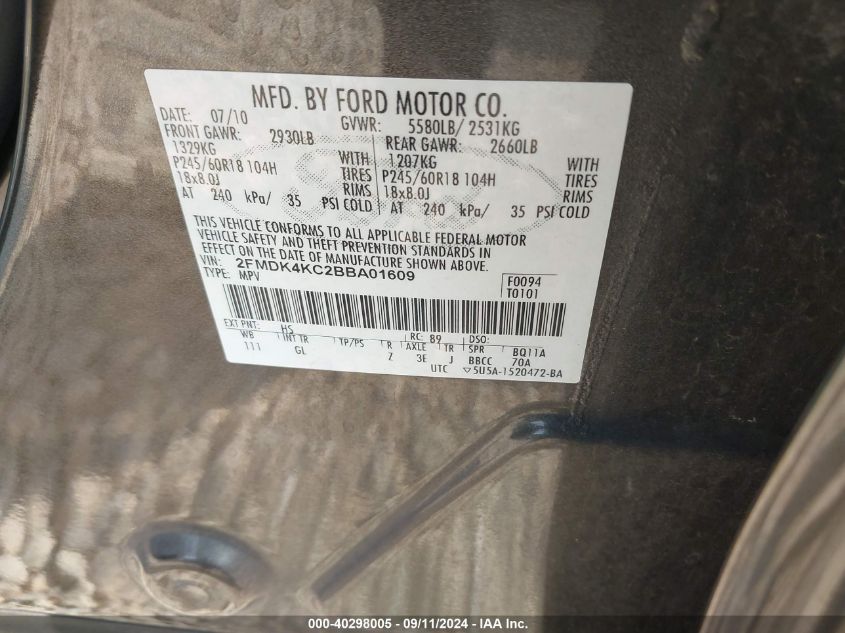 MFD. BY FORD MOTOR CO.
DATE: 07/10 GVWR: 5580LB/ 2531KG
FRONT GAWR: 2930LB REAR GAWR: 2660LB
1329KG WITH 1207KG WITH
P245/60R18 104H TIRES P245/60R18 104H TIRES
18x8.0J RIMS 18x8.0J RIMS
AT 240 kPa/ 35 PSI COLD AT 240 kPa/ 35 PSI COLD
THIS VEHICLE CONFORMS TO ALL APPLICABLE FEDERAL MOTOR
VEHICLE SAFETY AND THEFT PREVENTION STANDARDS IN
EFFECT ON THE DATE OF MANUFACTURE SHOWN ABOVE.
VIN: 2FMDK4KC2BBA01609 F0094
TYPE: MPV T0101
EXT PNT: HS RC: 89 DSO:
WB INT TR TP/PS R AXLE TR SPR BQ11A
111 GL Z 3E J BBCC 70A
UTC ▽5U5A-1520472-BA
000-40298005 - 09/11/2024 - IAA Inc.